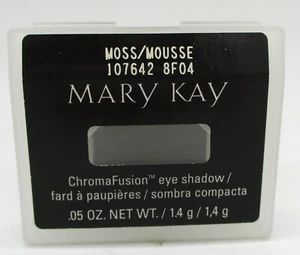 MOSS/MOUSSE
107642 8F04
MARY KAY
ChromaFusion™ eye shadow /
fard à paupières / sombra compacta
.05 OZ. NET WT. / 1.4 g / 1,4 g